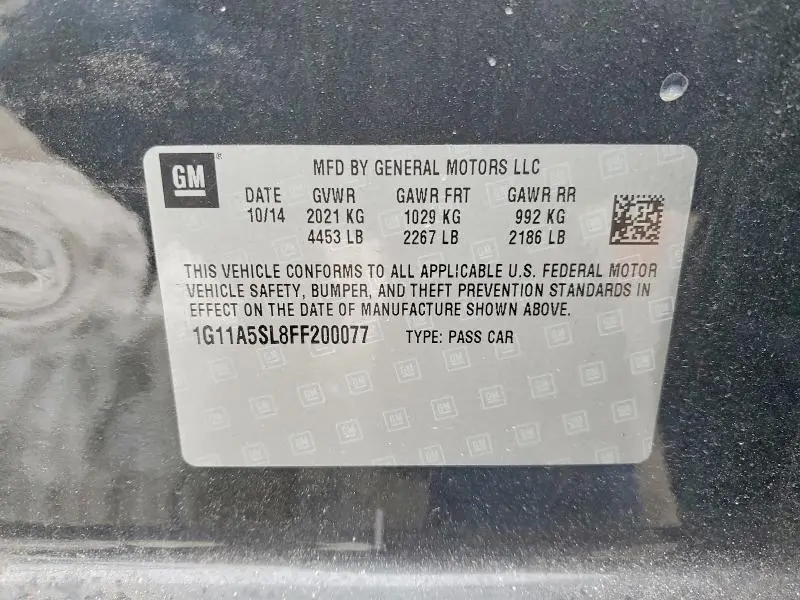 GM® MFD BY GENERAL MOTORS LLC
DATE GVWR GAWR FRT GAWR RR
10/14 2021 KG 1029 KG 992 KG
4453 LB 2267 LB 2186 LB
THIS VEHICLE CONFORMS TO ALL APPLICABLE U.S. FEDERAL MOTOR
VEHICLE SAFETY, BUMPER, AND THEFT PREVENTION STANDARDS IN
EFFECT ON THE DATE OF MANUFACTURE SHOWN ABOVE.
1G11A5SL8FF200077 TYPE: PASS CAR